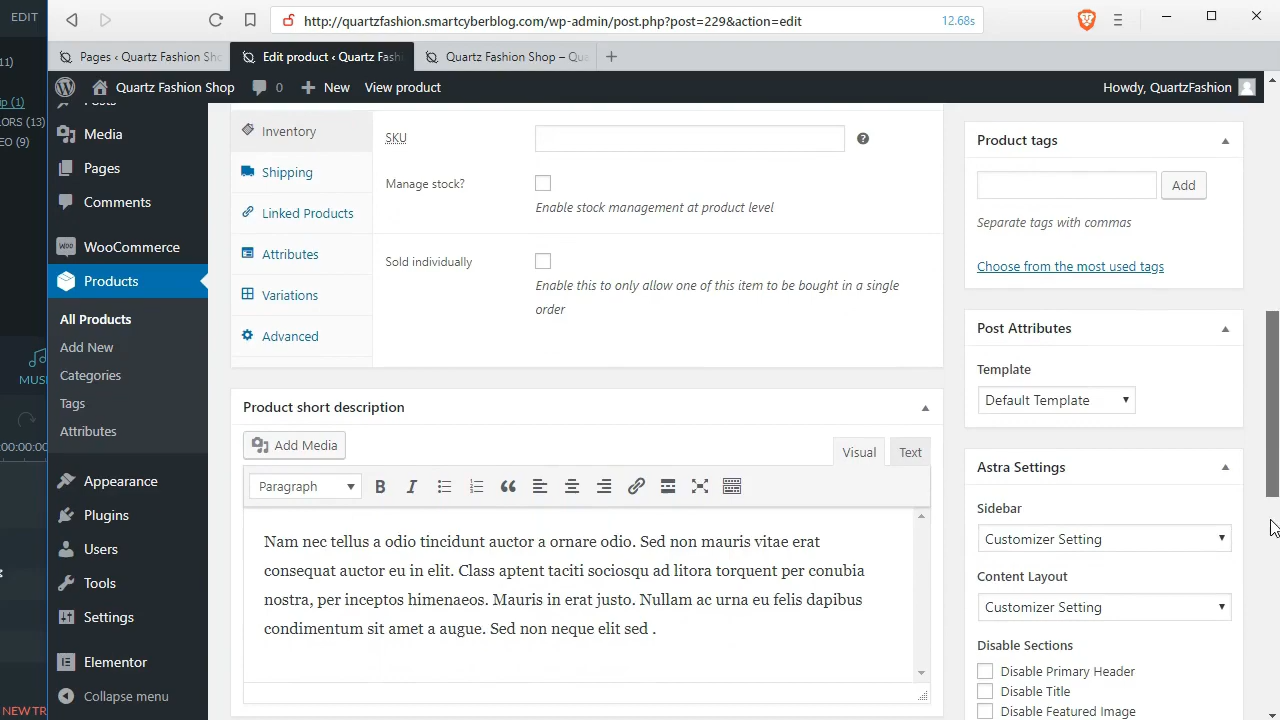 EDIT
http://quartzfashion.smartcyberblog.com/wp-admin/post.php?post=229&action=edit
12.68s
Pages ‹ Quartz Fashion Sh
Edit product ‹ Quartz Fash
Quartz Fashion Shop – Qua
11)
Quartz Fashion Shop
0
New
View product
Howdy, QuartzFashion
ip (1)
LORS (13)
EO (9)
Posts
Media
Pages
Comments
WooCommerce
Products
All Products
Add New
Categories
Tags
Attributes
Appearance
Plugins
Users
Tools
Settings
Elementor
Collapse menu
MUSI
00:00:00:00
NEW TR
Inventory
Shipping
Linked Products
Attributes
Variations
Advanced
SKU
Manage stock?
Enable stock management at product level
Sold individually
Enable this to only allow one of this item to be bought in a single
order
Product short description
Add Media
Visual
Text
Paragraph
Nam nec tellus a odio tincidunt auctor a ornare odio. Sed non mauris vitae erat
consequat auctor eu in elit. Class aptent taciti sociosqu ad litora torquent per conubia
nostra, per inceptos himenaeos. Mauris in erat justo. Nullam ac urna eu felis dapibus
condimentum sit amet a augue. Sed non neque elit sed .
Product tags
Add
Separate tags with commas
Choose from the most used tags
Post Attributes
Template
Default Template
Astra Settings
Sidebar
Customizer Setting
Content Layout
Customizer Setting
Disable Sections
Disable Primary Header
Disable Title
Disable Featured Image